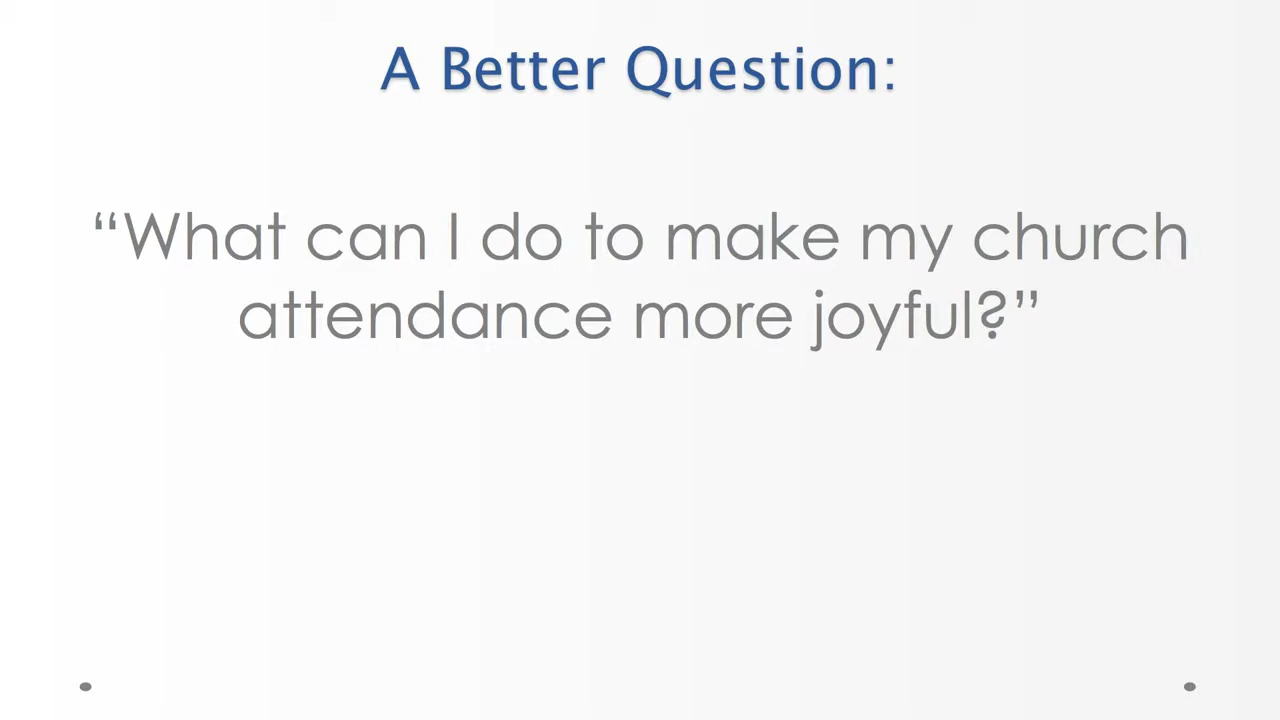 A Better Question:
“What can I do to make my church
attendance more joyful?”